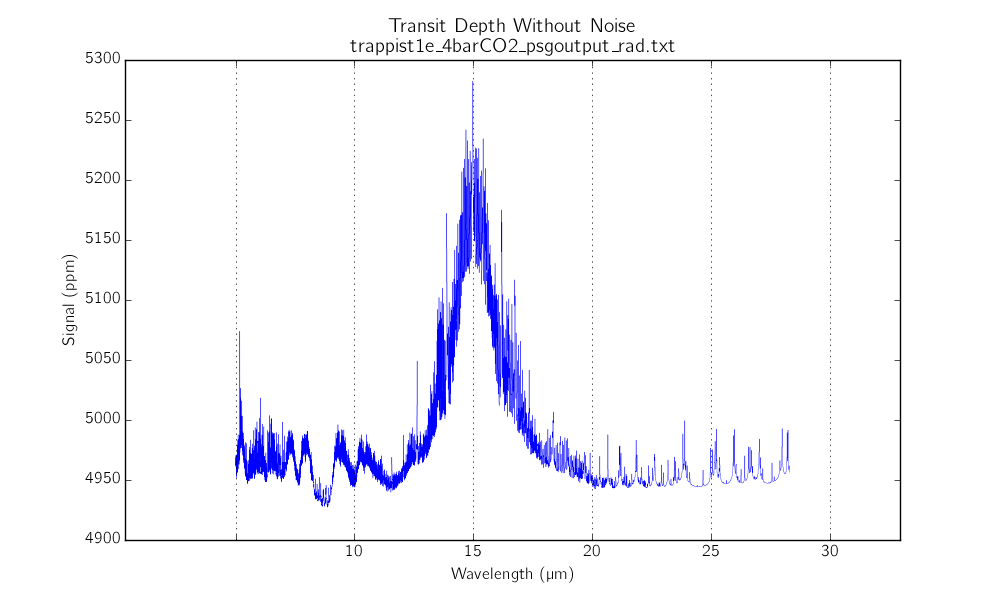 Transit Depth Without Noise
trappist1e_4barCO2_psgoutput_rad.txt
5300
5250
5200
5150
5100
5050
5000
4950
4900
Signal (ppm)
10 15 20 25 30
Wavelength (µm)